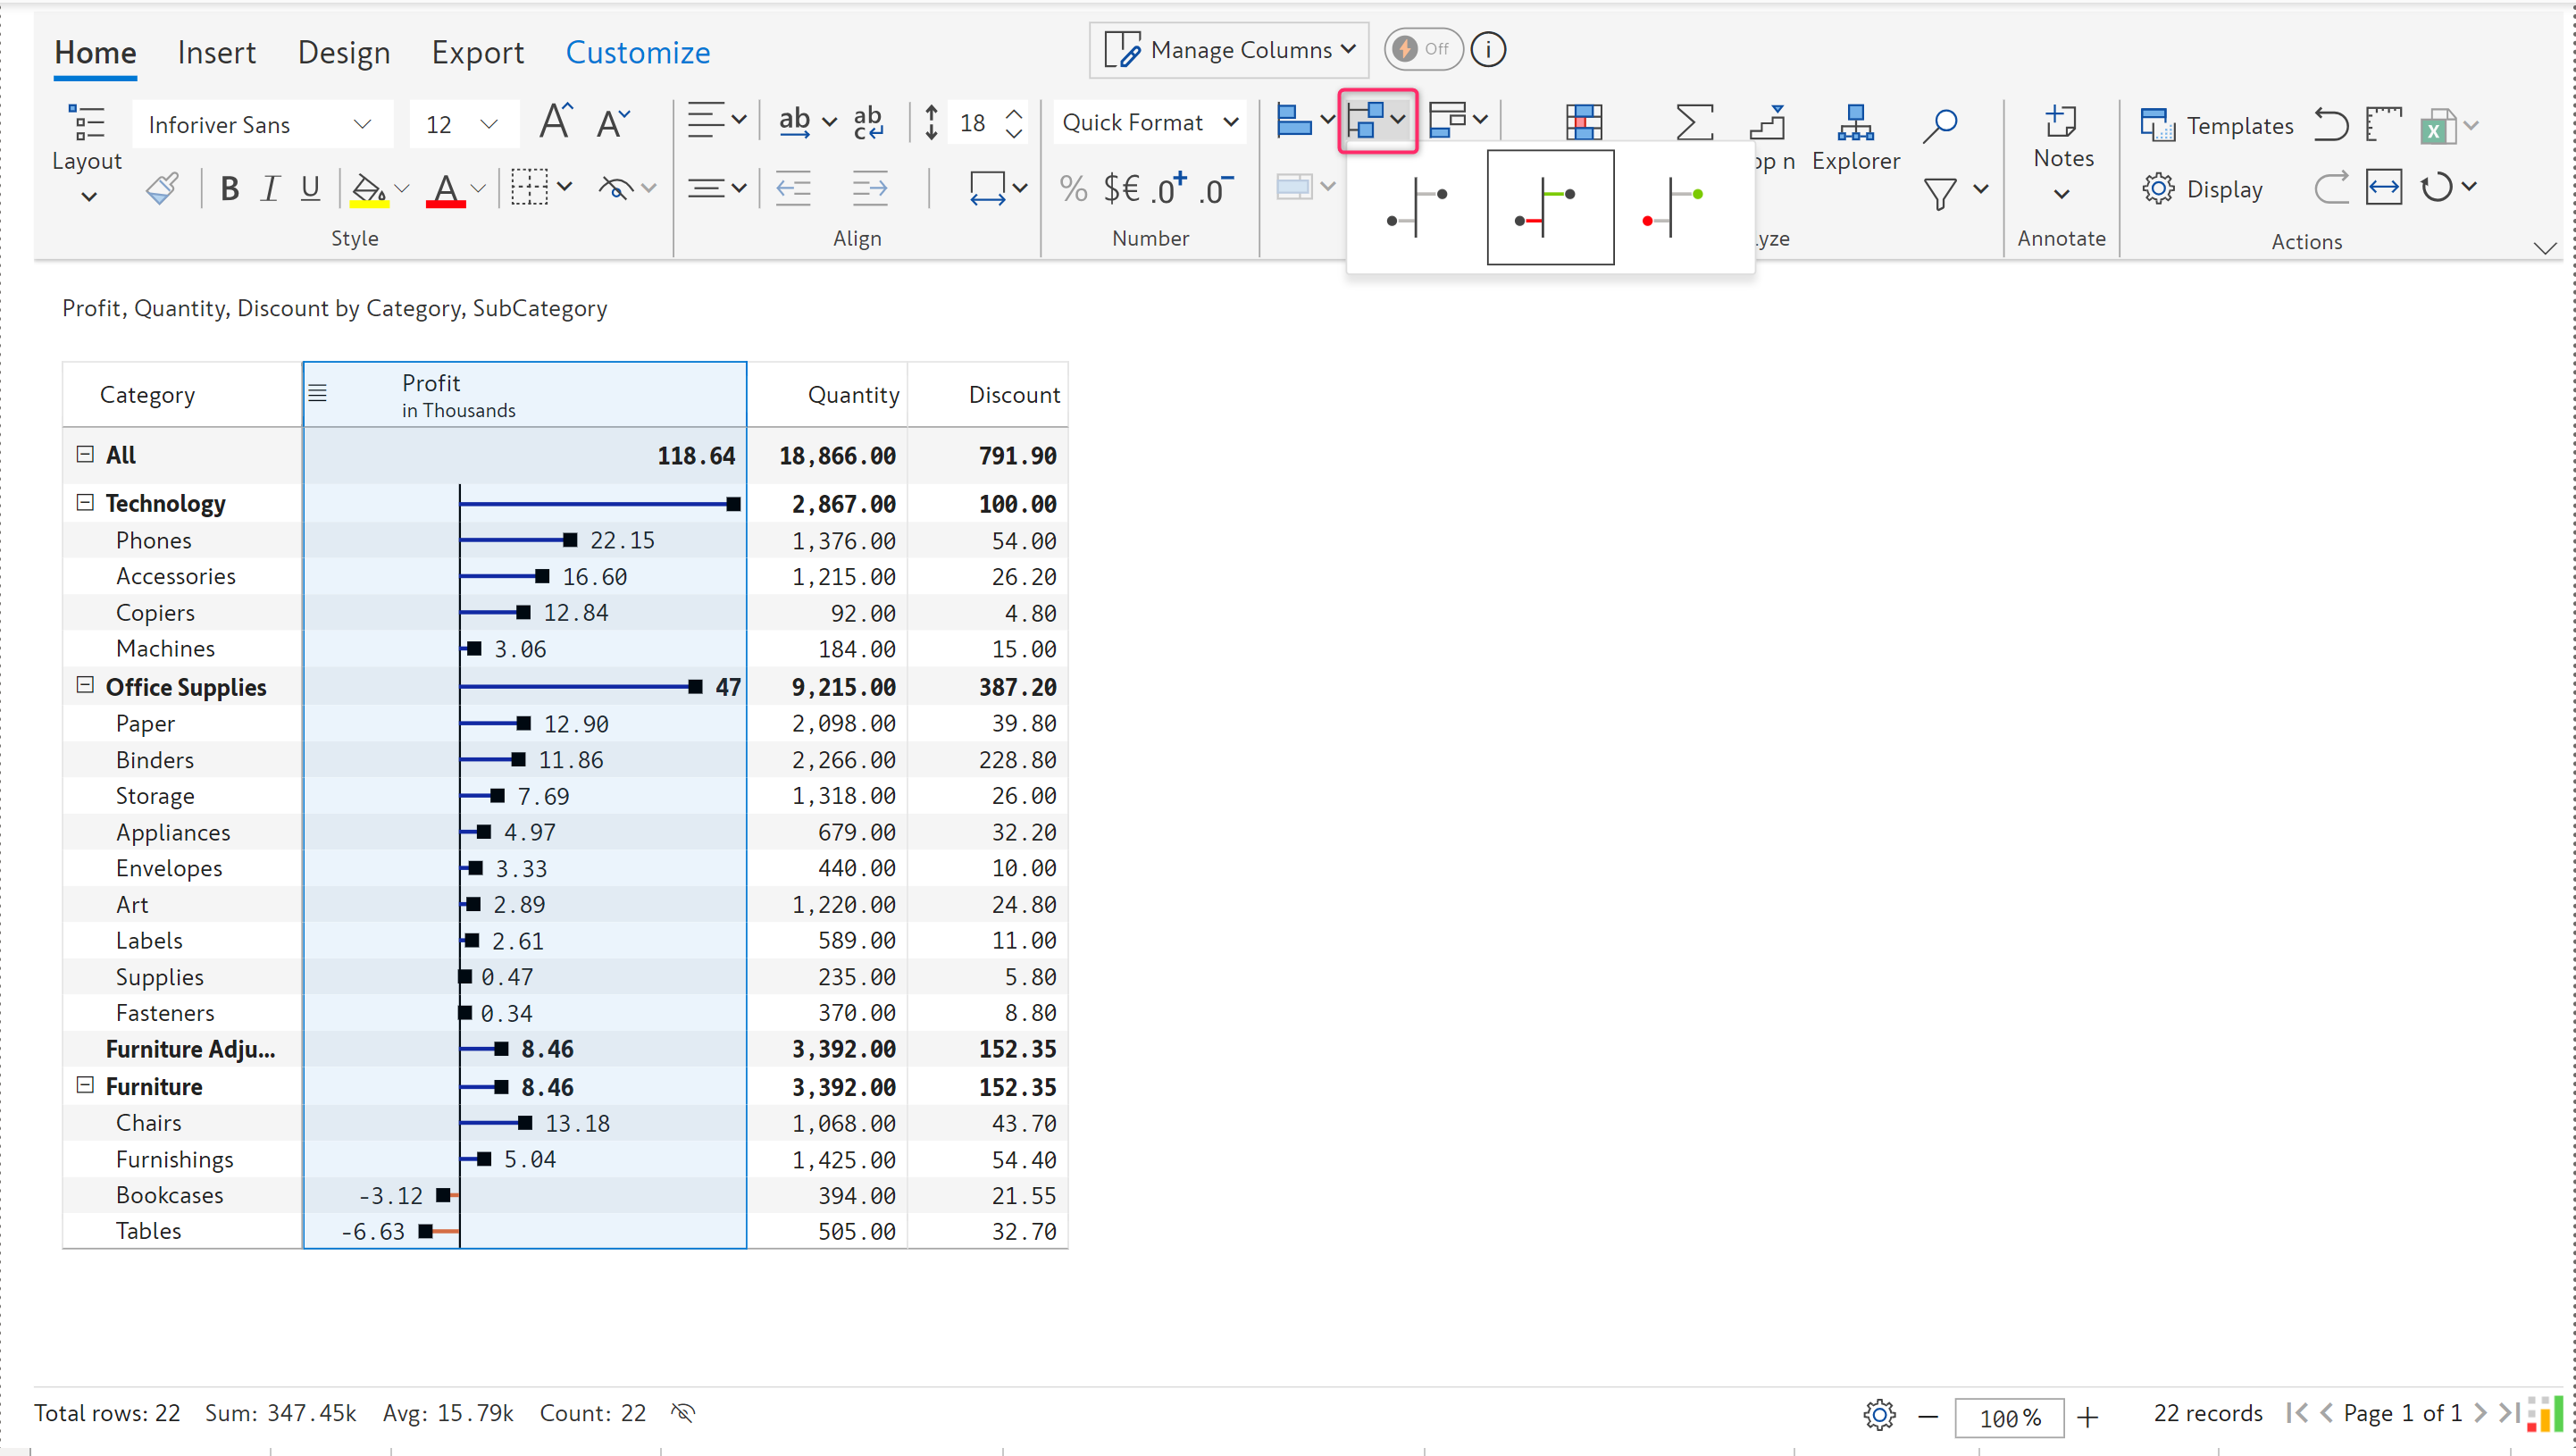 Home Insert Design Export Customize Manage Columns Off i
Layout Inforiver Sans 12 18 Quick Format Explorer Notes Templates
Display
Style Align Number yze Annotate Actions
Profit, Quantity, Discount by Category, SubCategory
Category Profit in Thousands Quantity Discount
All 118.64 18,866.00 791.90
Technology 2,867.00 100.00
Phones 22.15 1,376.00 54.00
Accessories 16.60 1,215.00 26.20
Copiers 12.84 92.00 4.80
Machines 3.06 184.00 15.00
Office Supplies 47 9,215.00 387.20
Paper 12.90 2,098.00 39.80
Binders 11.86 2,266.00 228.80
Storage 7.69 1,318.00 26.00
Appliances 4.97 679.00 32.20
Envelopes 3.33 440.00 10.00
Art 2.89 1,220.00 24.80
Labels 2.61 589.00 11.00
Supplies 0.47 235.00 5.80
Fasteners 0.34 370.00 8.80
Furniture Adju... 8.46 3,392.00 152.35
Furniture 8.46 3,392.00 152.35
Chairs 13.18 1,068.00 43.70
Furnishings 5.04 1,425.00 54.40
Bookcases -3.12 394.00 21.55
Tables -6.63 505.00 32.70
Total rows: 22 Sum: 347.45k Avg: 15.79k Count: 22 100% 22 records Page 1 of 1